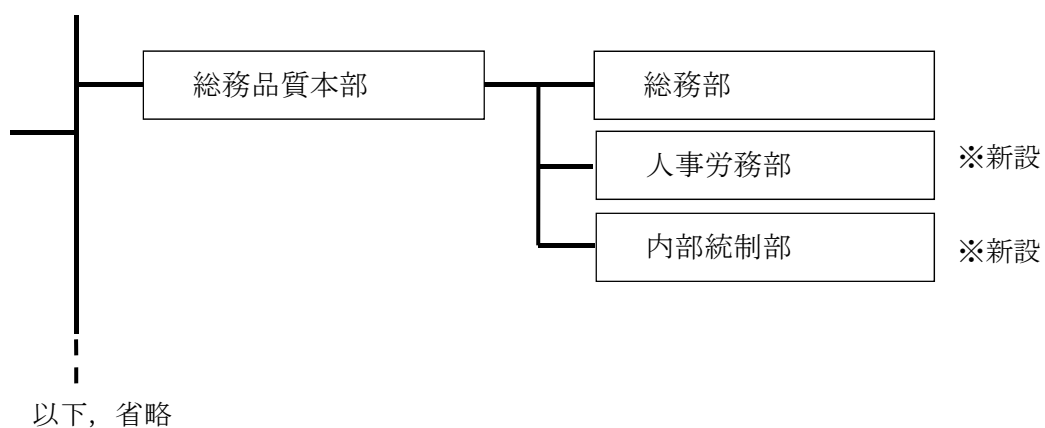 総務品質本部
総務部
人事労務部
※新設
内部統制部
※新設
以下，省略